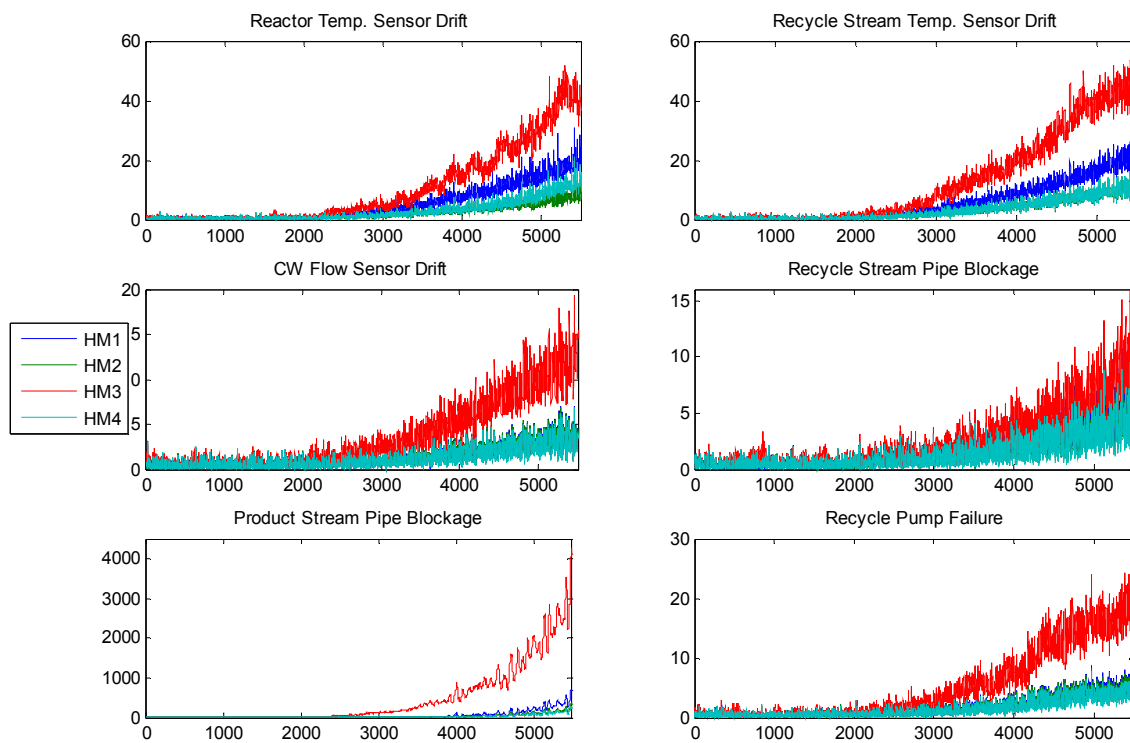 Reactor Temp. Sensor Drift
60
40
20
0
0 1000 2000 3000 4000 5000
Recycle Stream Temp. Sensor Drift
60
40
20
0
0 1000 2000 3000 4000 5000
CW Flow Sensor Drift
20
5
0
5
0
0 1000 2000 3000 4000 5000
HM1
HM2
HM3
HM4
Recycle Stream Pipe Blockage
15
10
5
0
0 1000 2000 3000 4000 5000
Product Stream Pipe Blockage
4000
3000
2000
1000
0
0 1000 2000 3000 4000 5000
Recycle Pump Failure
30
20
10
0
0 1000 2000 3000 4000 5000